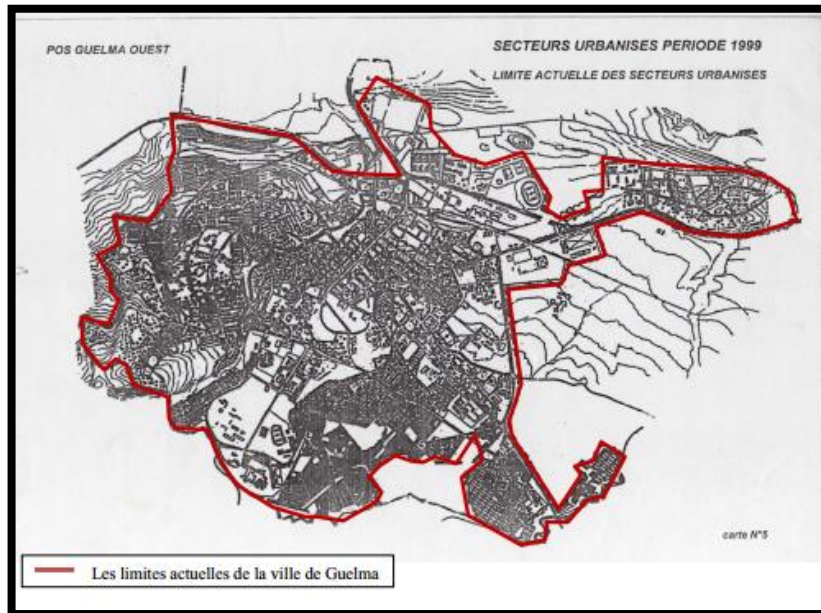 POS GUELMA OUEST
SECTEURS URBANISES PERIODE 1999
LIMITE ACTUELLE DES SECTEURS URBANISES
carte N°5
Les limites actuelles de la ville de Guelma